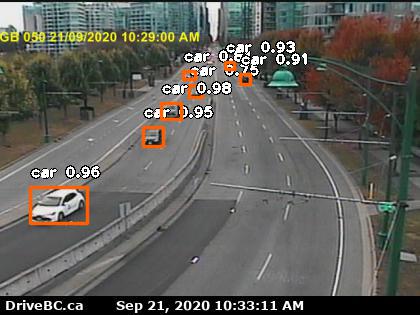 GB 050 21/09/2020 10:29:00 AM
car 0.93
car 0.91
car 0.75
car 0.98
car 0.95
car 0.96
DriveBC.ca Sep 21, 2020 10:33:11 AM